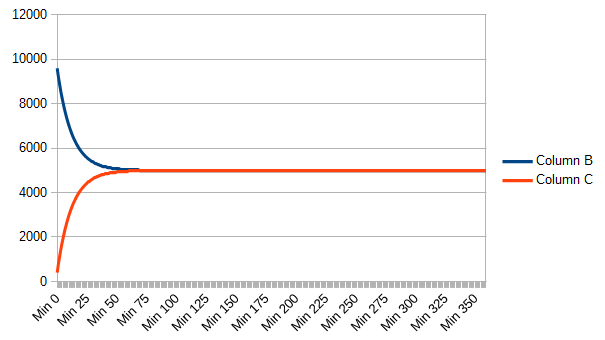 12000
10000
8000
6000
4000
2000
0
Min 0
Min 25
Min 50
Min 75
Min 100
Min 125
Min 150
Min 175
Min 200
Min 225
Min 250
Min 275
Min 300
Min 325
Min 350
Column B
Column C